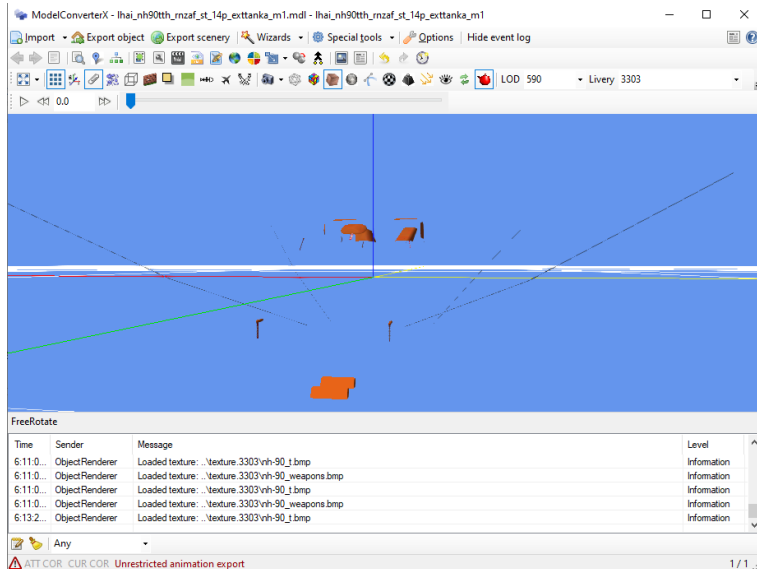 ModelConverterX - lhai_nh90tth_rnzaf_st_14p_exttanka_m1.mdl - lhai_nh90tth_rnzaf_st_14p_exttanka_m1
Import Export object Export scenery Wizards Special tools Options Hide event log
LOD 590 Livery 3303
0.0
FreeRotate
Time Sender Message Level
6:11:0... ObjectRenderer Loaded texture: ..\texture.3303\nh-90_t.bmp Information
6:11:0... ObjectRenderer Loaded texture: ..\texture.3303\nh-90_weapons.bmp Information
6:11:0... ObjectRenderer Loaded texture: ..\texture.3303\nh-90_t.bmp Information
6:11:0... ObjectRenderer Loaded texture: ..\texture.3303\nh-90_weapons.bmp Information
6:13:2... ObjectRenderer Loaded texture: ..\texture.3303\nh-90_t.bmp Information
Any
ATT COR CUR COR Unrestricted animation export 1 / 1